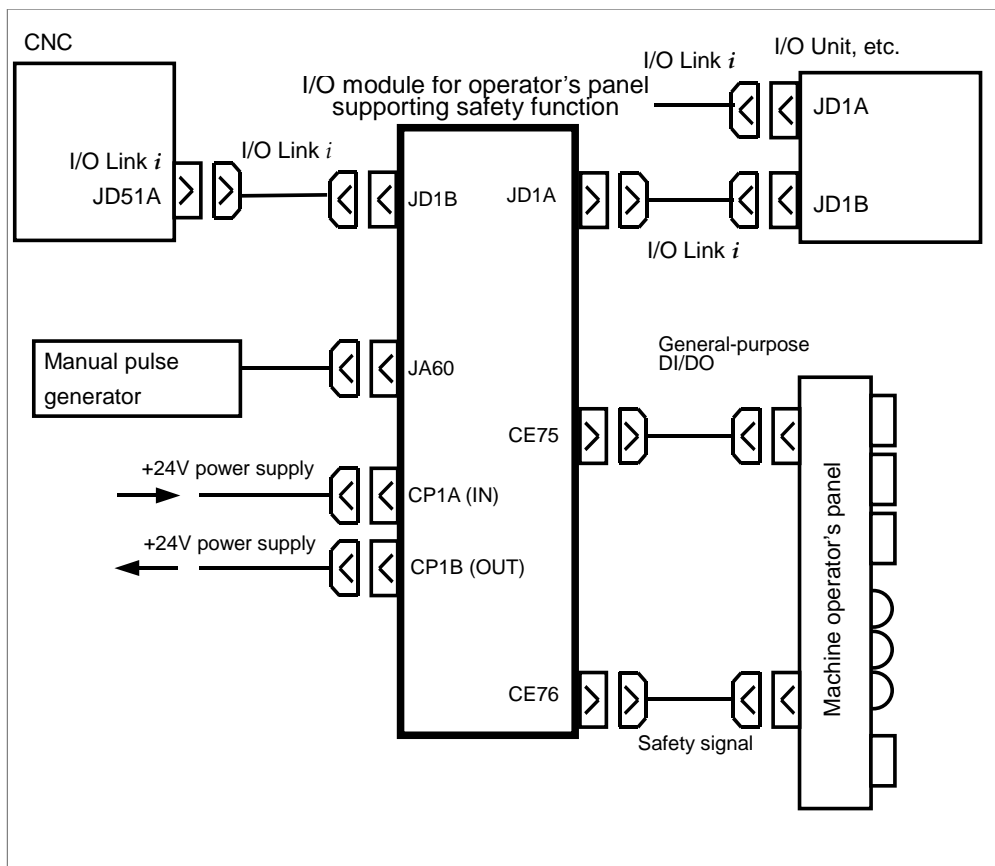 CNC
I/O Link i
I/O Unit, etc.
I/O module for operator's panel
supporting safety function
JD1A
I/O Link i
JD51A
I/O Link i
JD1B
JD1A
JD1B
I/O Link i
Manual pulse
generator
JA60
General-purpose
DI/DO
CE75
+24V power supply
CP1A (IN)
+24V power supply
CP1B (OUT)
Machine operator's panel
CE76
Safety signal